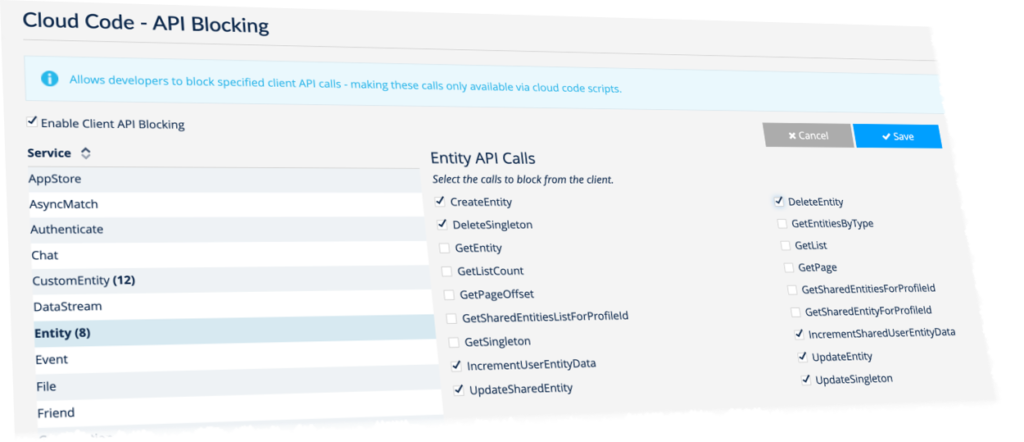 Cloud Code - API Blocking
Allows developers to block specified client API calls - making these calls only available via cloud code scripts.
Enable Client API Blocking
Cancel
Save
Service
AppStore
AsyncMatch
Authenticate
Chat
CustomEntity (12)
DataStream
Entity (8)
Event
File
Friend
Entity API Calls
Select the calls to block from the client.
CreateEntity
DeleteSingleton
GetEntity
GetListCount
GetPageOffset
GetSharedEntitiesListForProfileId
GetSingleton
IncrementUserEntityData
UpdateSharedEntity
DeleteEntity
GetEntitiesByType
GetList
GetPage
GetSharedEntitiesForProfileId
GetSharedEntityForProfileId
IncrementSharedUserEntityData
UpdateEntity
UpdateSingleton